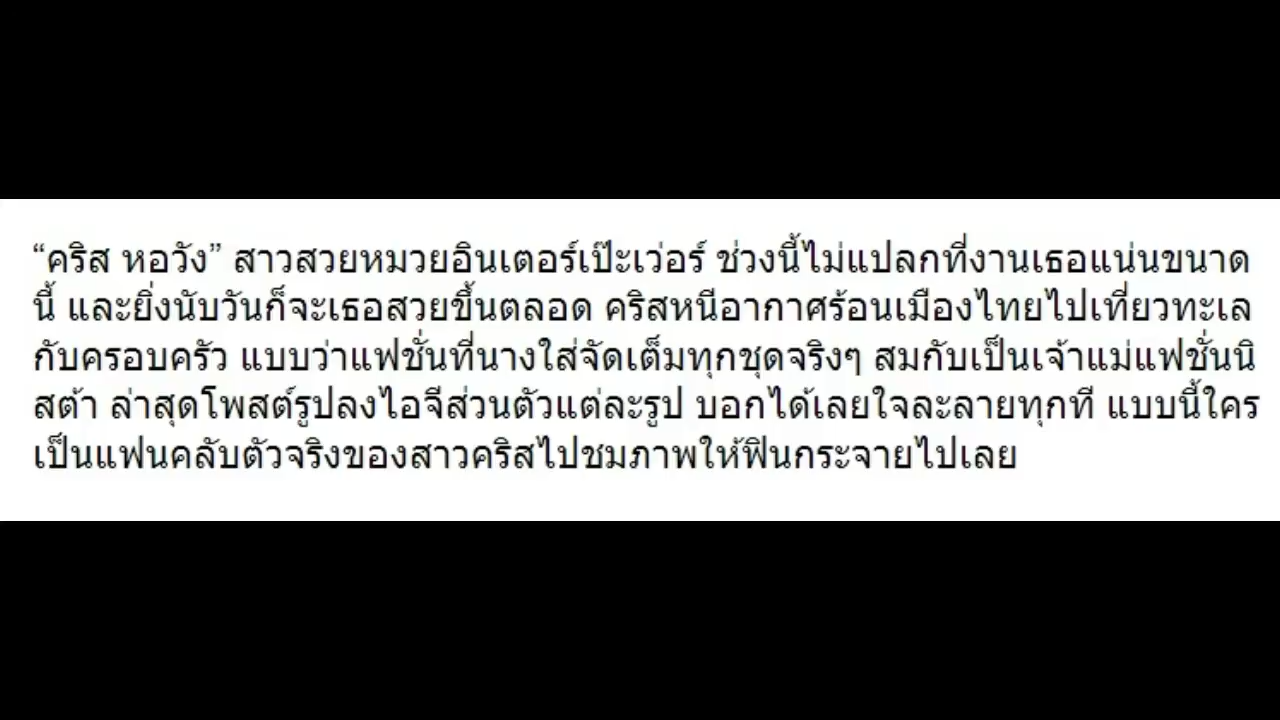 “คริส หอวัง” สาวสวยหมวยอินเตอร์เป๊ะเว่อร์ ช่วงนี้ไม่แปลกที่งานเธอแน่นขนาด
นี้ และยิ่งนับวันก็จะเธอสวยขึ้นตลอด คริสหนีอากาศร้อนเมืองไทยไปเที่ยวทะเล
กับครอบครัว แบบว่าแฟชั่นที่นางใส่จัดเต็มทุกชุดจริงๆ สมกับเป็นเจ้าแม่แฟชั่นนิ
สต้า ล่าสุดโพสต์รูปลงไอจีส่วนตัวแต่ละรูป บอกได้เลยใจละลายทุกที แบบนี้ใคร
เป็นแฟนคลับตัวจริงของสาวคริสไปชมภาพให้ฟินกระจายไปเลย